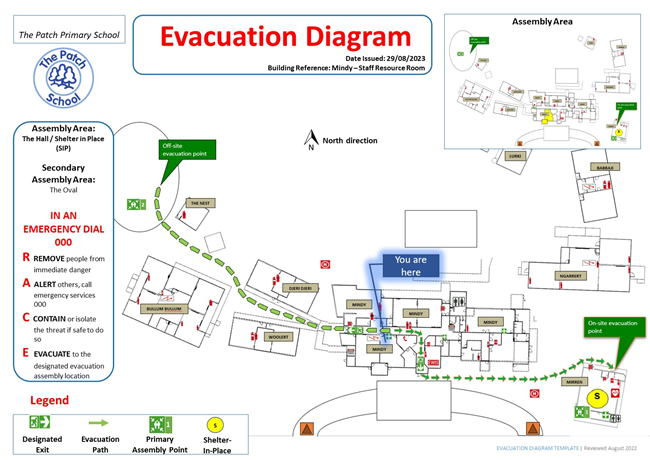 The Patch Primary School
The Patch
School
Evacuation Diagram
Date Issued: 29/08/2023
Building Reference: Mindy – Staff Resource Room
Assembly Area
Assembly Area:
The Hall / Shelter in Place
(SIP)
Secondary
Assembly Area:
The Oval
IN AN
EMERGENCY DIAL
000
R REMOVE people from
immediate danger
A ALERT others, call
emergency services
000
C CONTAIN or isolate
the threat if safe to do
so
E EVACUATE to the
designated evacuation
assembly location
Off-site
evacuation point
N
North direction
THE NEST
You are
here
BULLUM BULLUM
DJERI DJERI
WOOLERT
MINDY
MINDY
MINDY
MINDY
BABBAJI
NGARRERT
On-site evacuation
point
MIRREN
S
Legend
Designated
Exit
Evacuation
Path
1
Primary
Assembly Point
S
Shelter-
In-Place
EVACUATION DIAGRAM TEMPLATE | Reviewed August 2022